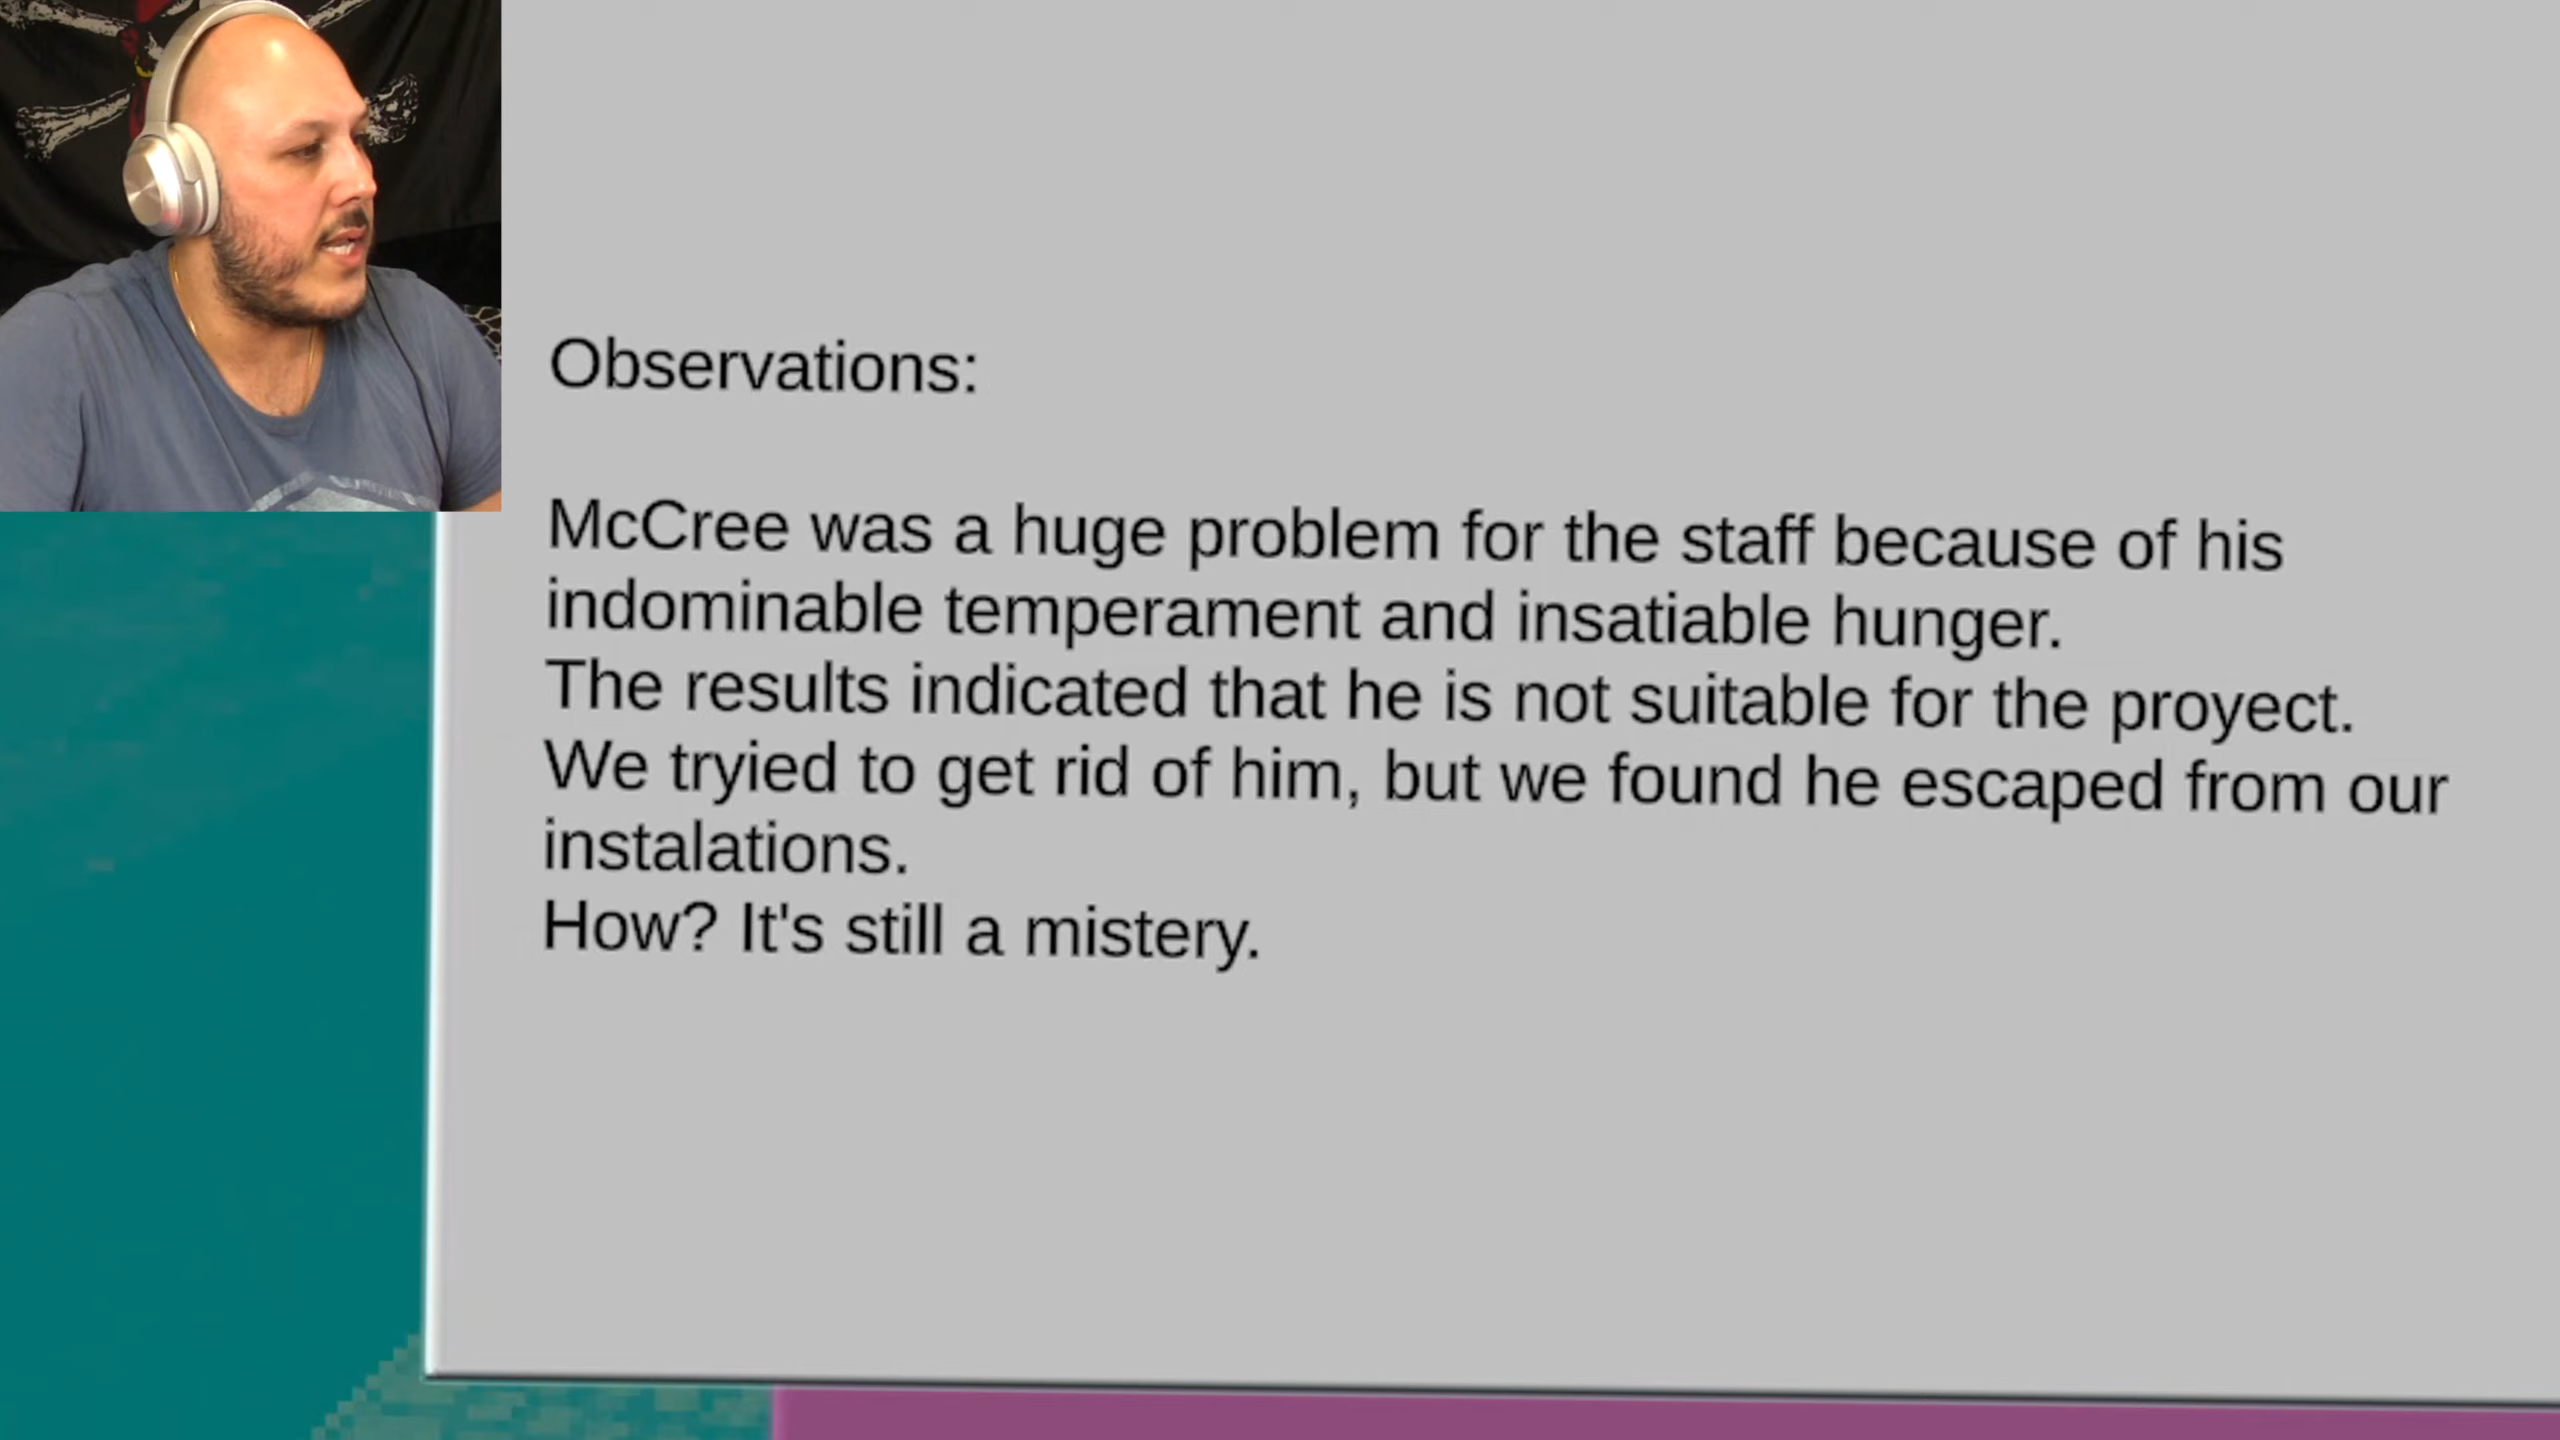 Observations:
McCree was a huge problem for the staff because of his
indominable temperament and insatiable hunger.
The results indicated that he is not suitable for the proyect.
We tryied to get rid of him, but we found he escaped from our
instalations.
How? It's still a mistery.